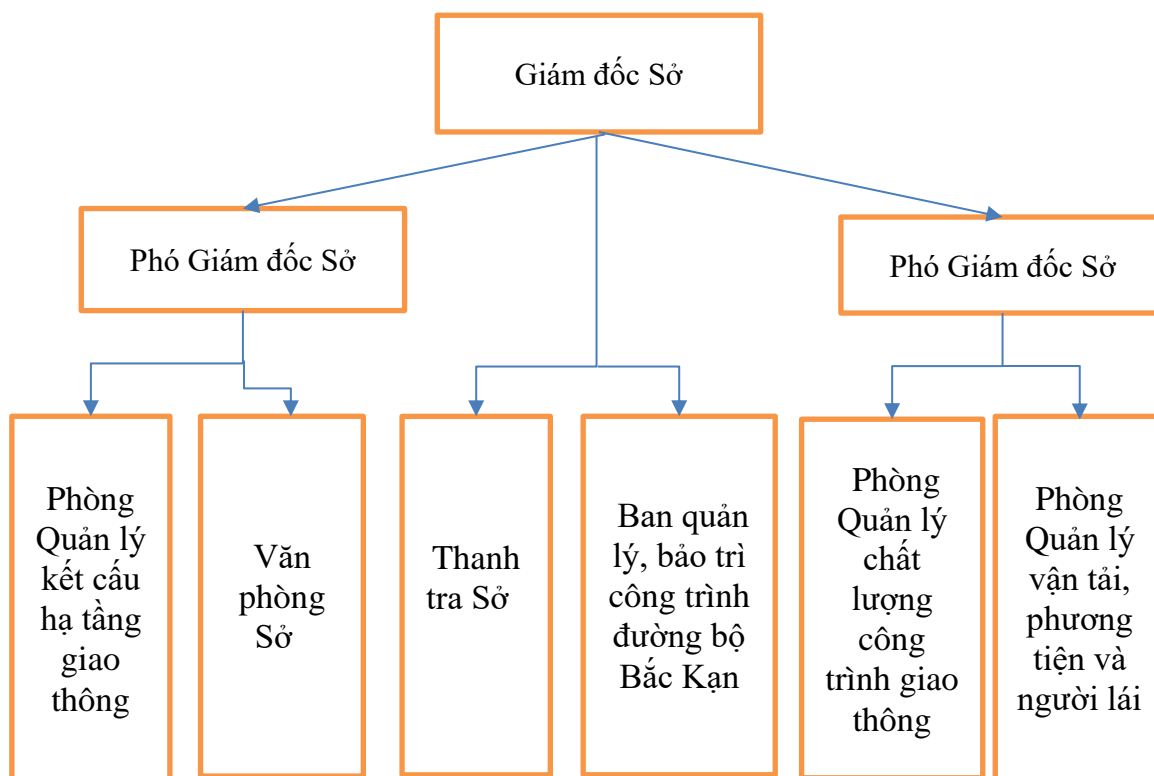 Giám đốc Sở
Phó Giám đốc Sở
Phó Giám đốc Sở
Phòng
Quản lý
kết cấu
hạ tầng
giao
thông
Văn
phòng
Sở
Thanh
tra Sở
Ban quản
lý, bảo trì
công trình
đường bộ
Bắc Kạn
Phòng
Quản lý
chất
lượng
công
trình giao
thông
Phòng
Quản lý
vận tải,
phương
tiện và
người lái